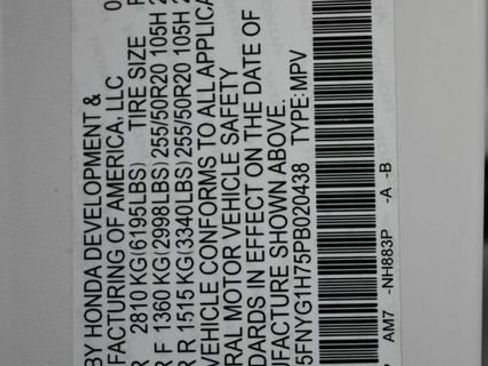 BY HONDA DEVELOPMENT &
FACTURING OF AMERICA, LLC
R 2810 KG(6195LBS) TIRE SIZE
R F 1360 KG(2998LBS) 255/50R20 105H
R R 1515 KG(3340LBS) 255/50R20 105H
VEHICLE CONFORMS TO ALL APPLICA
RAL MOTOR VEHICLE SAFETY
DARDS IN EFFECT ON THE DATE OF
UFACTURE SHOWN ABOVE.
5FNYG1H75PB020438 TYPE: MPV
P AM7 -NH883P -A -B